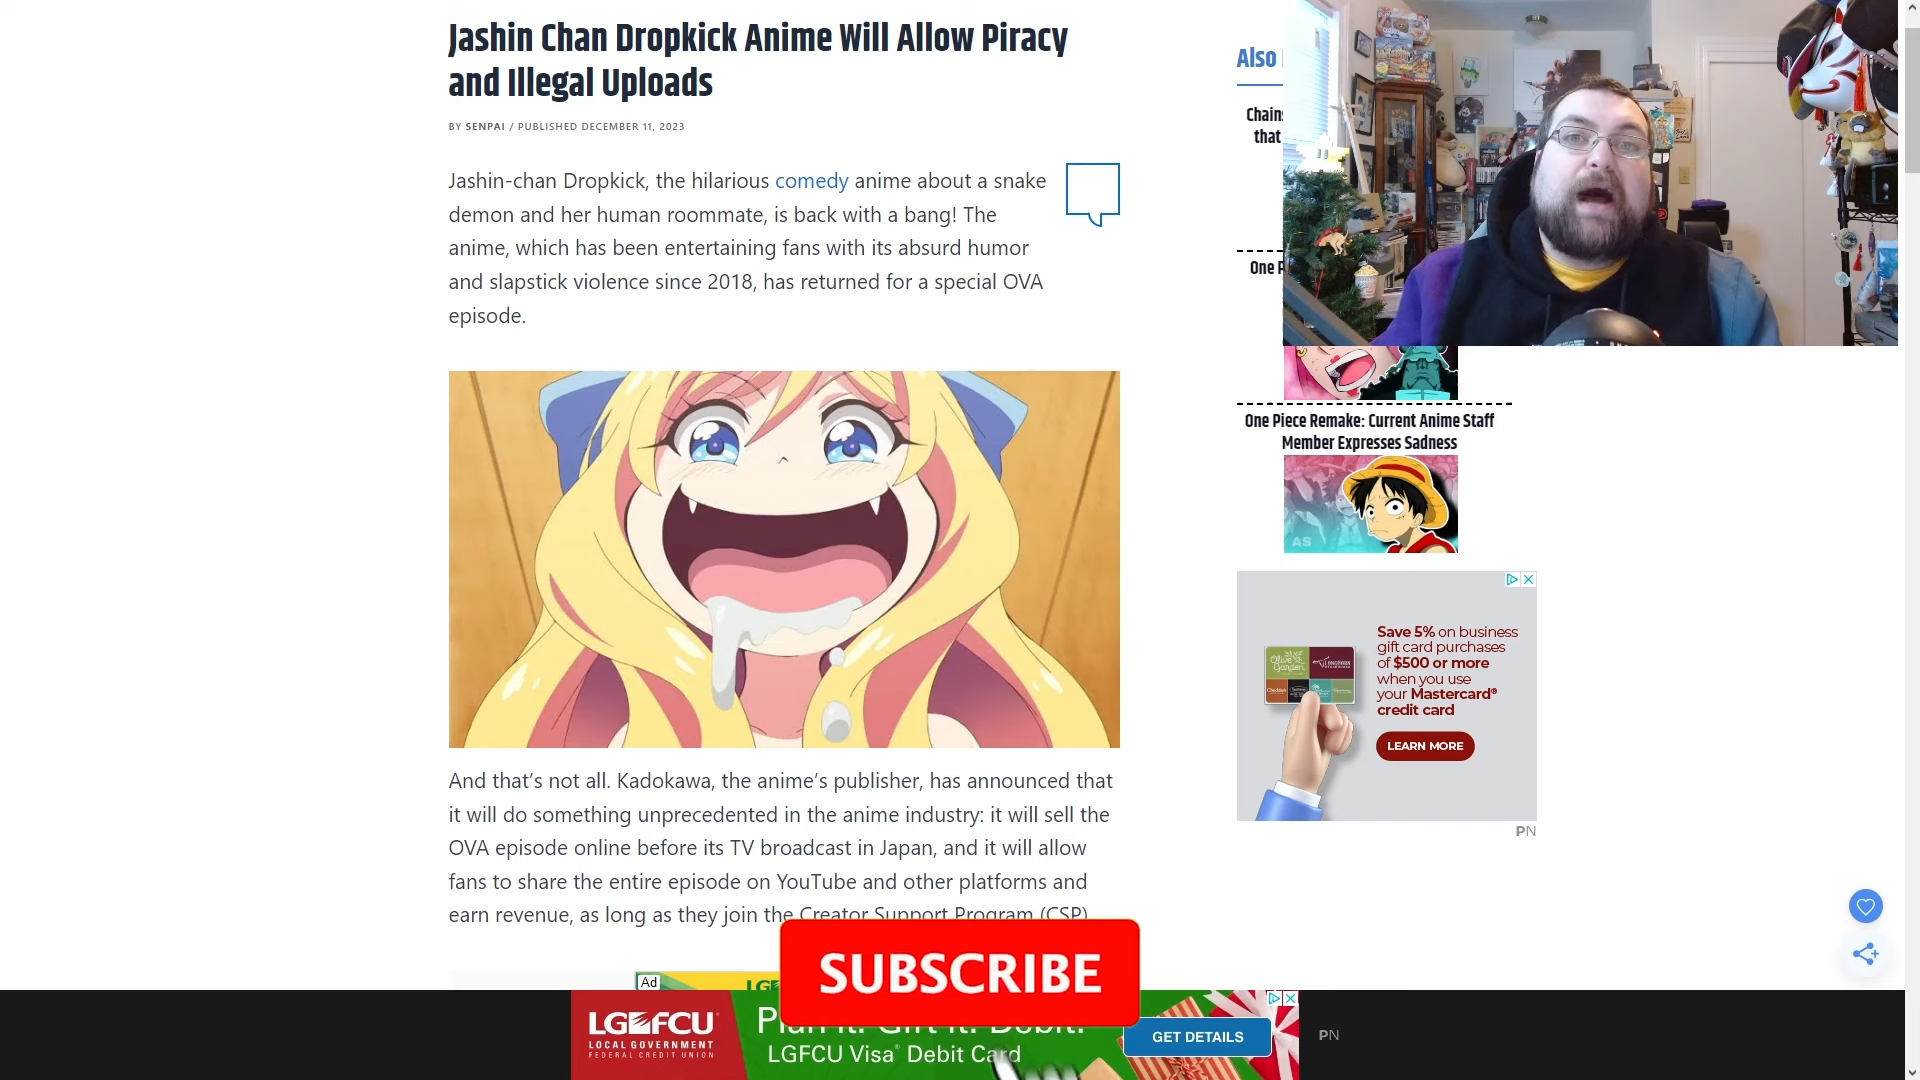 Jashin Chan Dropkick Anime Will Allow Piracy
and Illegal Uploads
BY SENPAI / PUBLISHED DECEMBER 11, 2023
Jashin-chan Dropkick, the hilarious comedy anime about a snake
demon and her human roommate, is back with a bang! The
anime, which has been entertaining fans with its absurd humor
and slapstick violence since 2018, has returned for a special OVA
episode.
And that's not all. Kadokawa, the anime's publisher, has announced that
it will do something unprecedented in the anime industry: it will sell the
OVA episode online before its TV broadcast in Japan, and it will allow
fans to share the entire episode on YouTube and other platforms and
earn revenue, as long as they join the Creator Support Program (CSP)
Also
that
One P
One Piece Remake: Current Anime Staff
Member Expresses Sadness
AS
Save 5% on business
gift card purchases
of $500 or more
when you use
your Mastercard®
credit card
LEARN MORE
PN
Ad
SUBSCRIBE
LGFCU
LOCAL GOVERNMENT
FEDERAL CREDIT UNION
Plan it. Gift it. Debit.
LGFCU Visa® Debit Card
GET DETAILS
PN